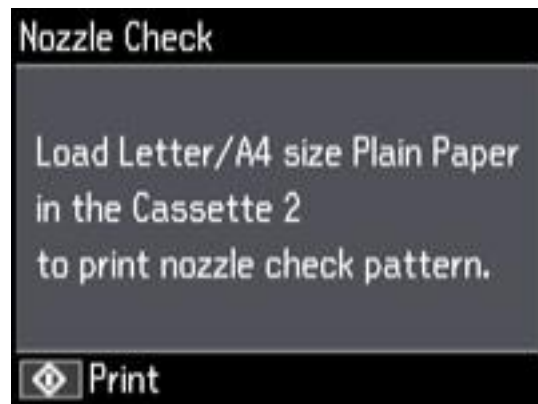 Nozzle Check
Load Letter/A4 size Plain Paper
in the Cassette 2
to print nozzle check pattern.
Print